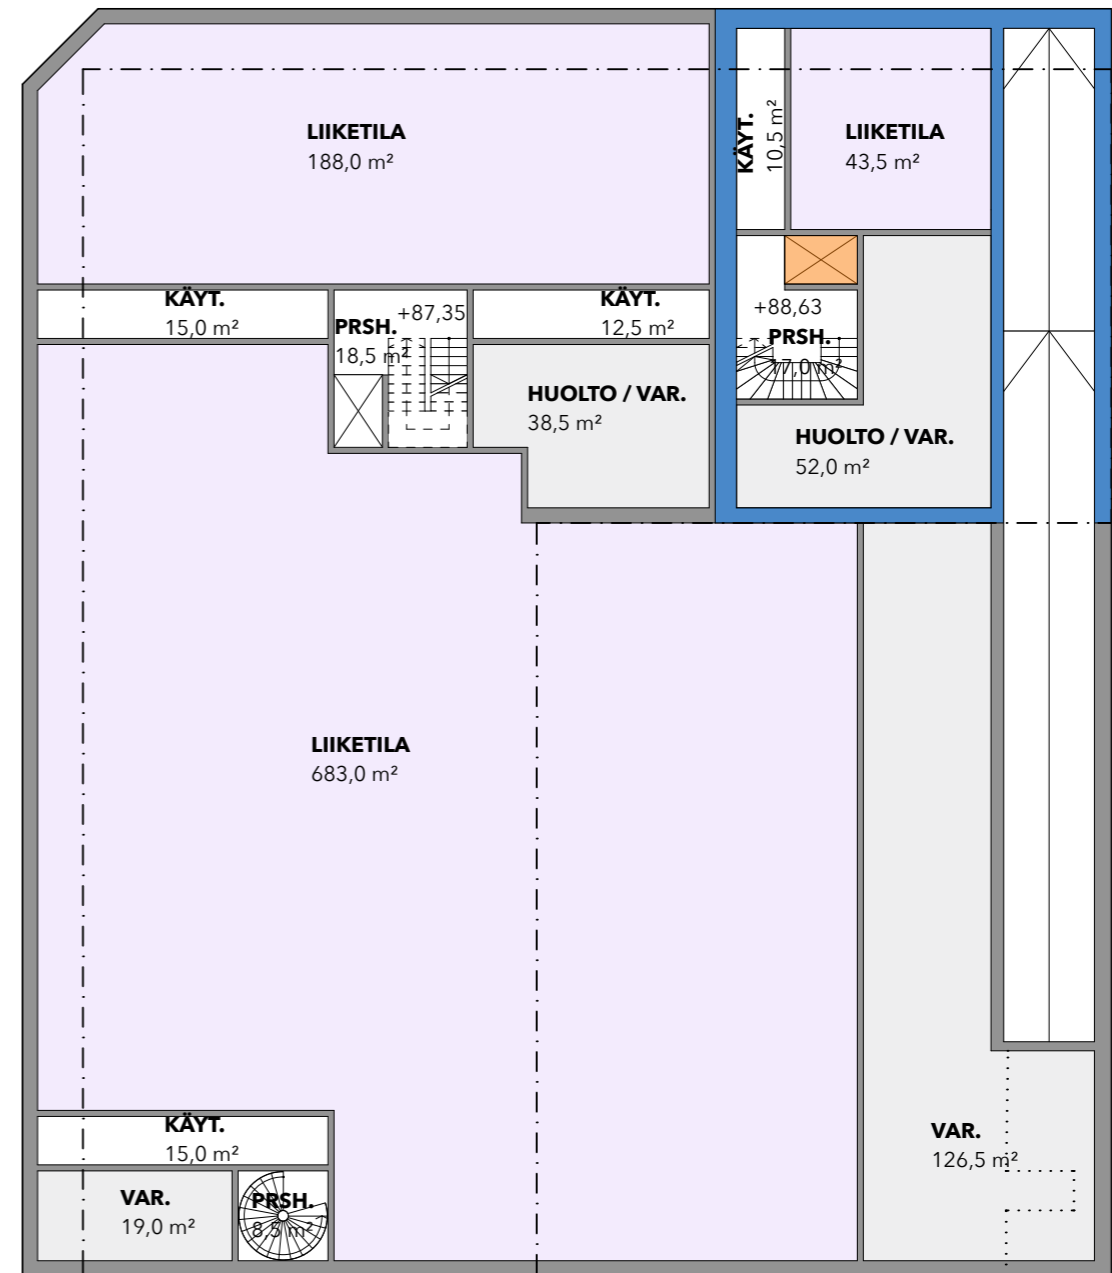 LIIKETILA
188,0 m²
KÄYT.
10,5 m²
LIIKETILA
43,5 m²
KÄYT.
15,0 m²
+87,35
PRSH.
18,5 m²
KÄYT.
12,5 m²
+88,63
PRSH.
17,0 m²
HUOLTO / VAR.
38,5 m²
HUOLTO / VAR.
52,0 m²
LIIKETILA
683,0 m²
KÄYT.
15,0 m²
VAR.
126,5 m²
VAR.
19,0 m²
PRSH.
8,5 m²